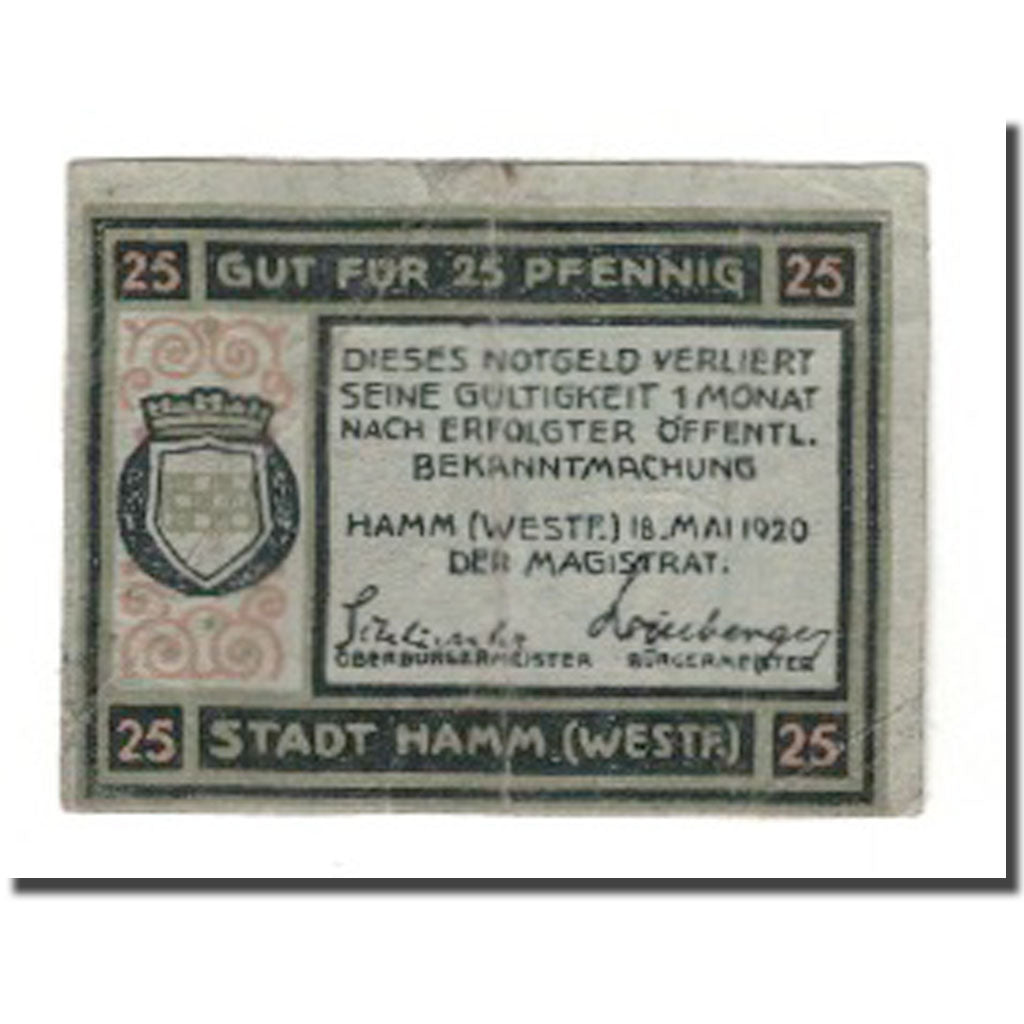 25 GUT FÜR 25 PFENNIG 25
DIESES NOTGELD VERLIERT
SEINE GÜLTIGKEIT 1 MONAT
NACH ERFOLGTER ÖFFENTL.
BEKANNTMACHUNG
HAMM (WESTF.) 18. MAI 1920
DER MAGISTRAT.
OBERBÜRGERMEISTER BÜRGERMEISTER
25 STADT HAMM (WESTF.) 25